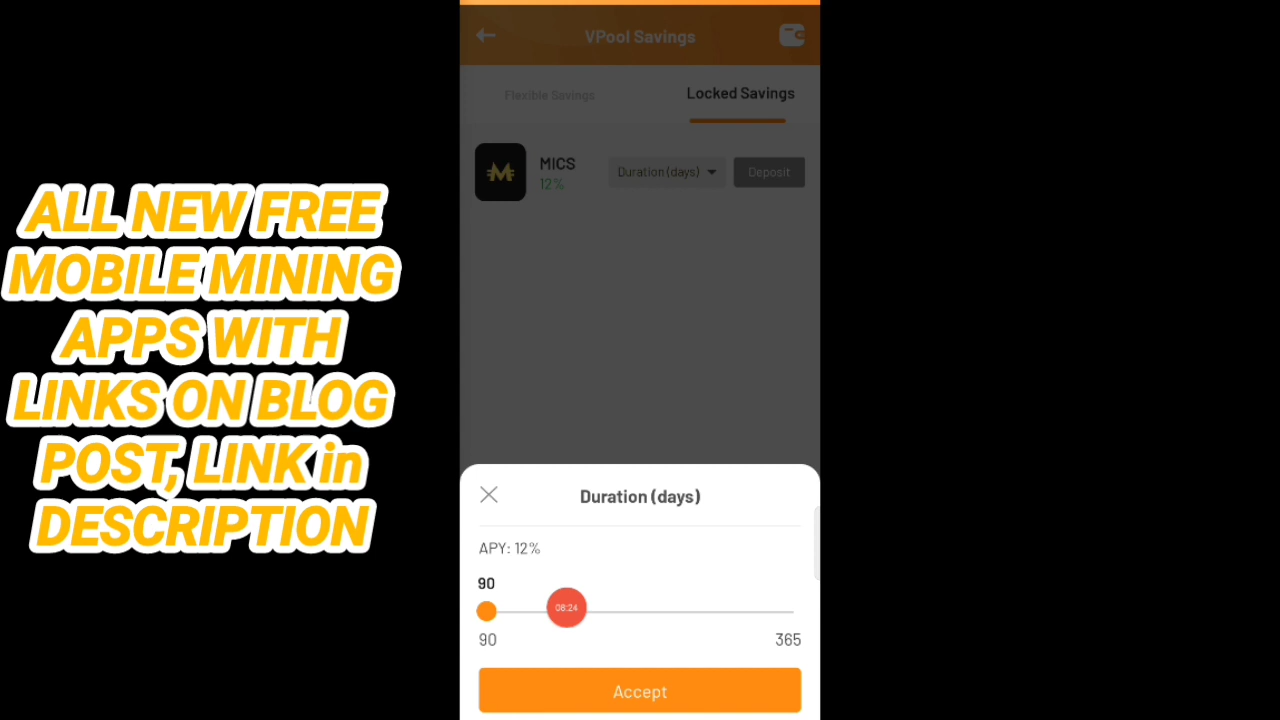 ALL NEW FREE
MOBILE MINING
APPS WITH
LINKS ON BLOG
POST, LINK in
DESCRIPTION
VPool Savings
Flexible Savings
Locked Savings
MICS
12%
Duration (days)
Deposit
Duration (days)
APY: 12%
90
08:24
90
365
Accept